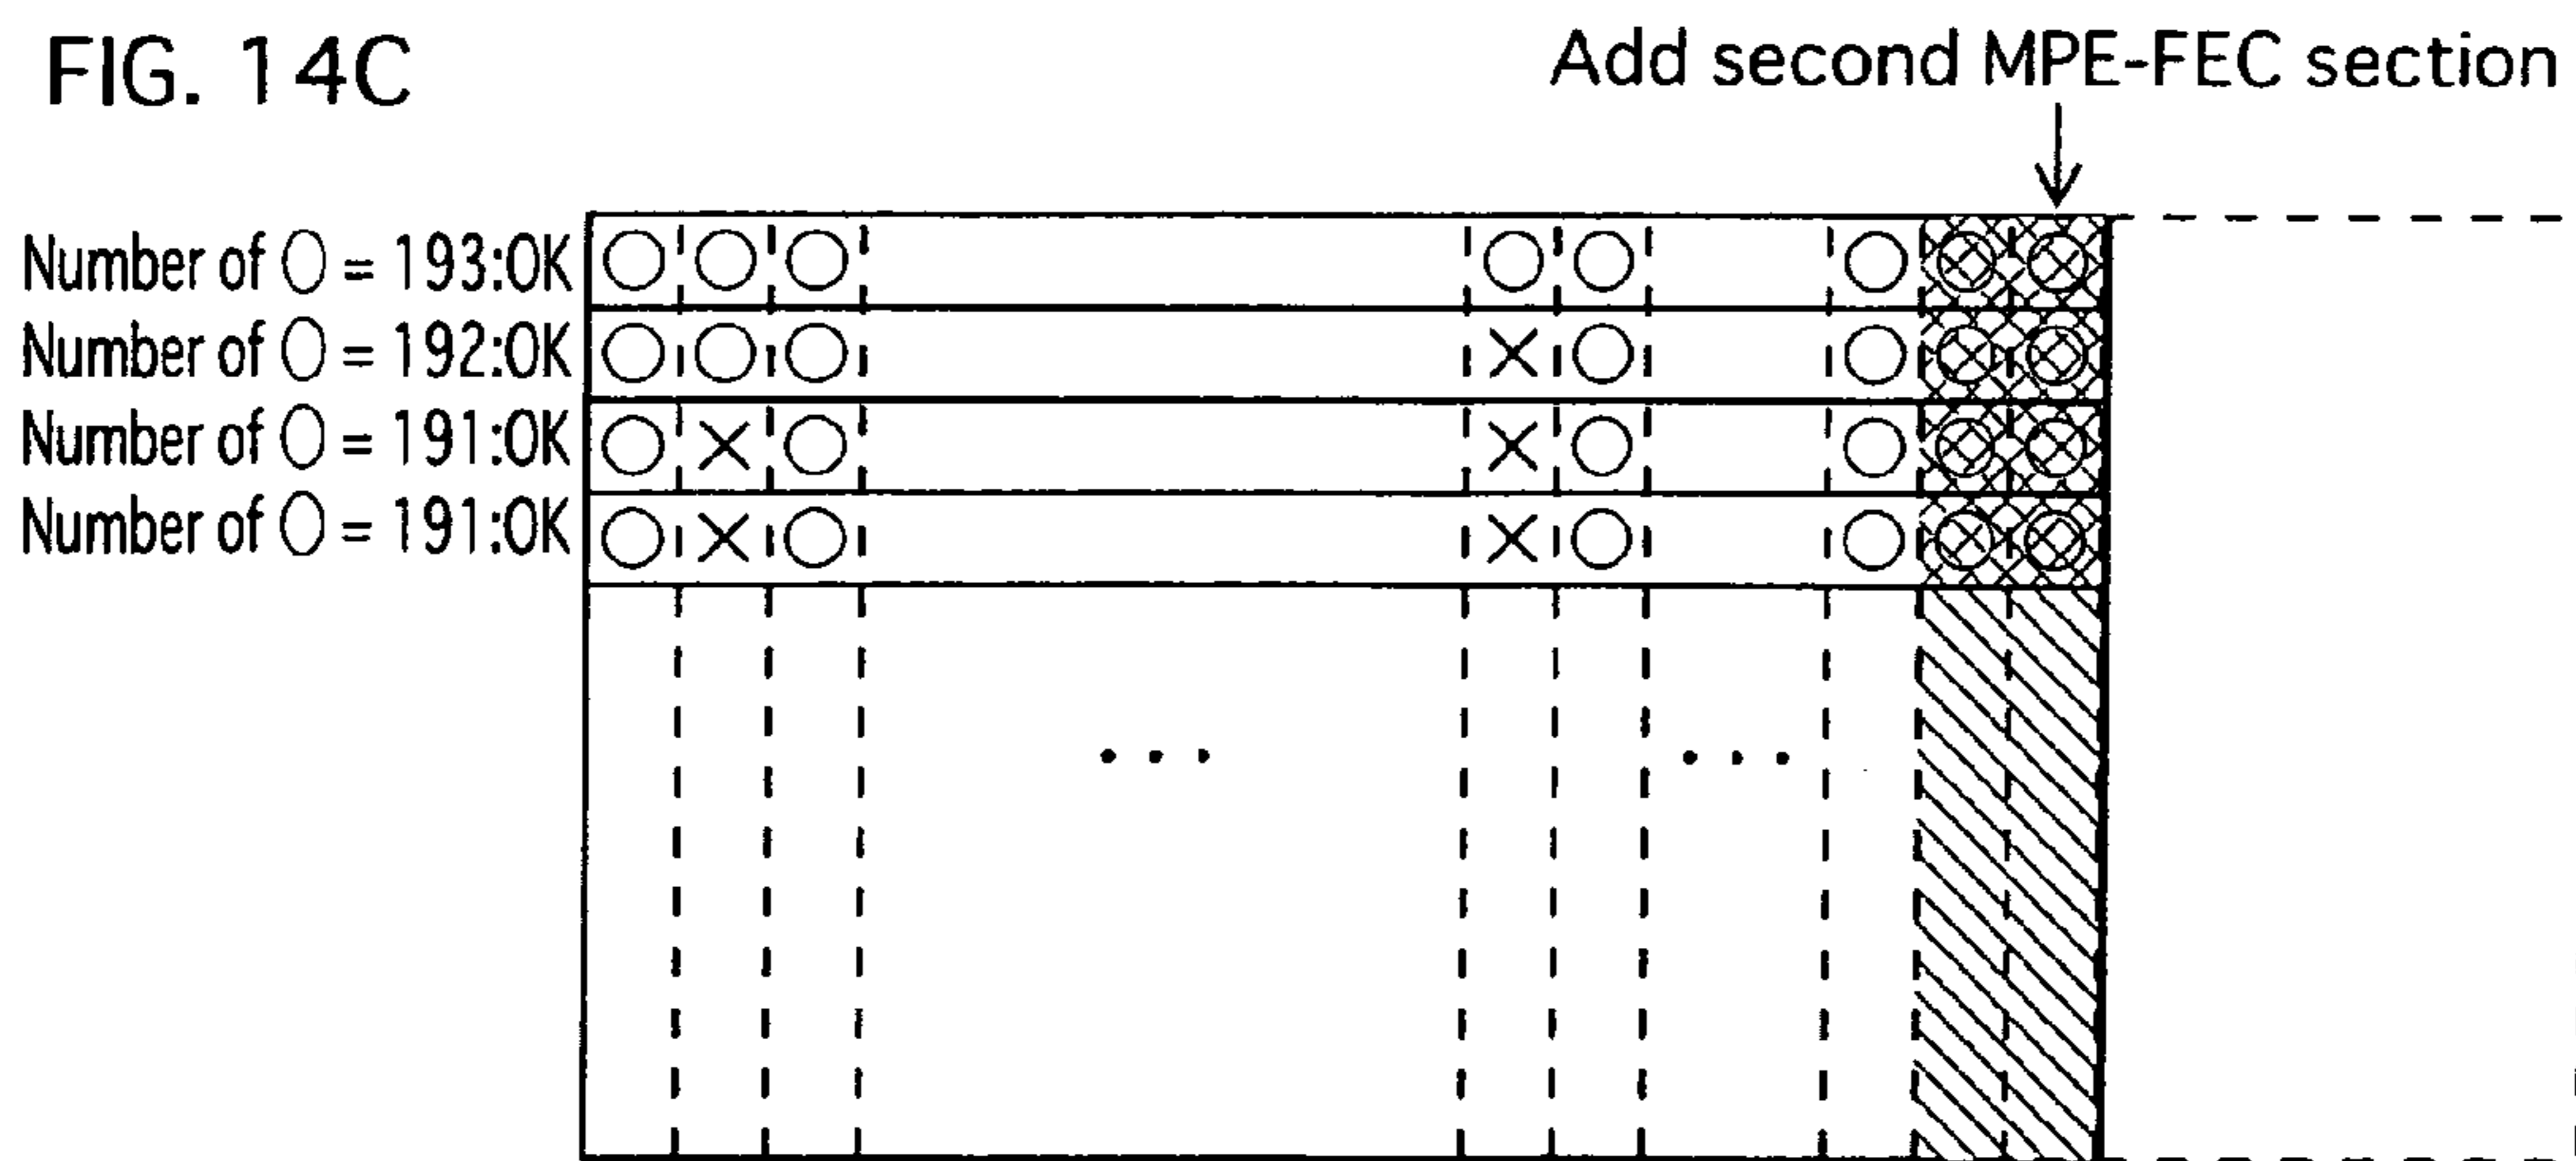 FIG. 14C
Add second MPE-FEC section
Number of ○ = 193:OK
Number of ○ = 192:OK
Number of ○ = 191:OK
Number of ○ = 191:OK